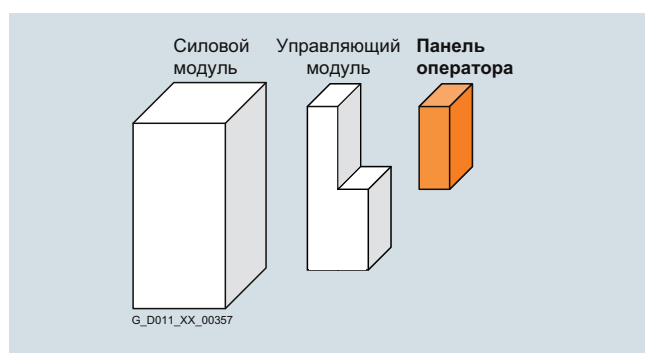 Силовой
модуль
Управляющий
модуль
Панель
оператора
G_D011_XX_00357